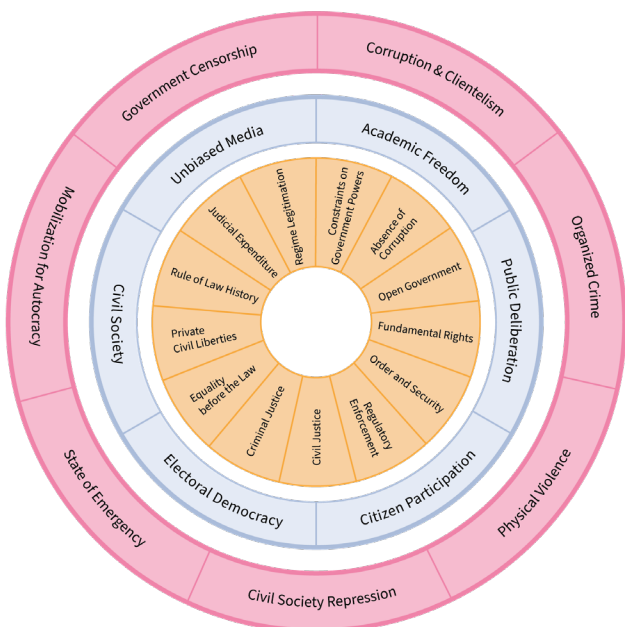 Corruption & Clientelism
Organized Crime
Physical Violence
Civil Society Repression
State of Emergency
Mobilization for Autocracy
Government Censorship
Academic Freedom
Public Deliberation
Citizen Participation
Electoral Democracy
Civil Society
Unbiased Media
Constraints on
Government Powers
Absence of
Corruption
Open Government
Fundamental Rights
Order and Security
Regulatory
Enforcement
Civil Justice
Criminal Justice
Equality
before the Law
Private
Civil Liberties
Rule of Law History
Judicial Expenditure
Regime Legitimation